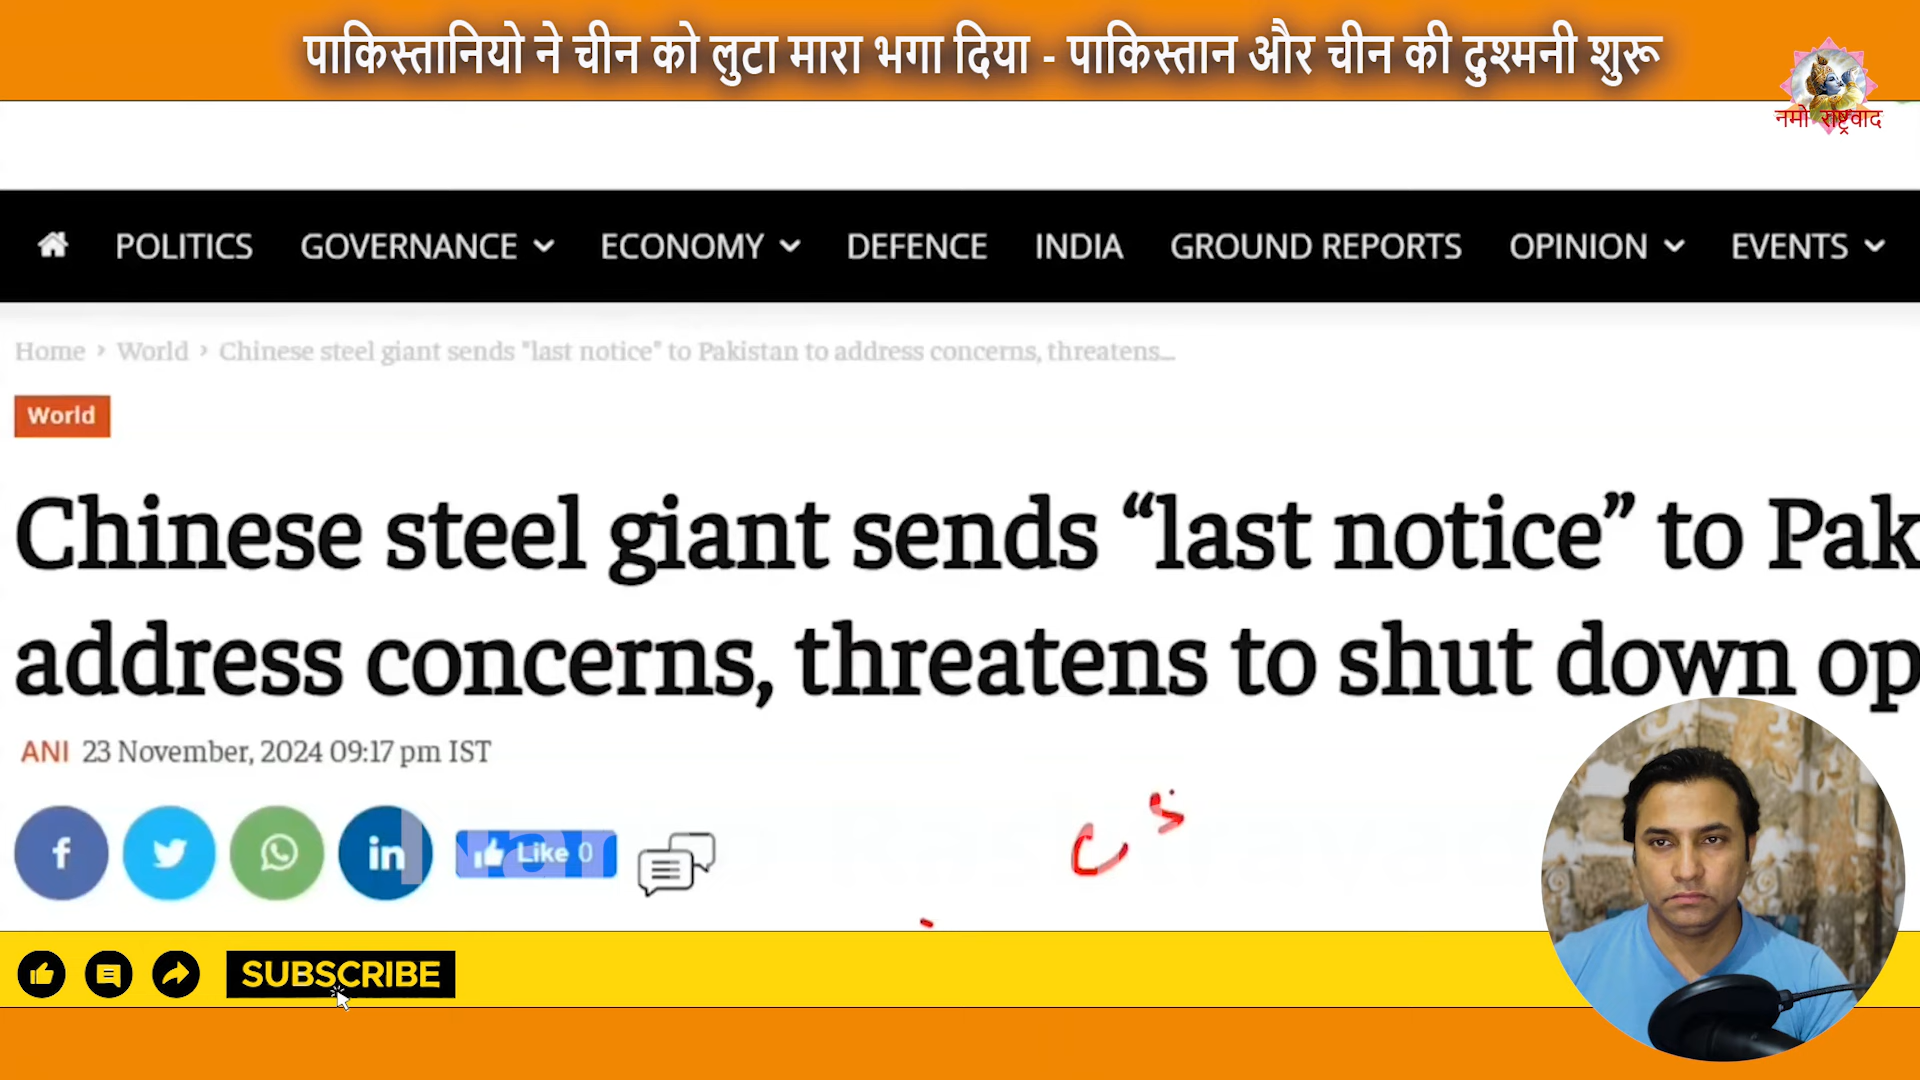 पाकिस्तानियो ने चीन को लुटा मारा भगा दिया - पाकिस्तान और चीन की दुश्मनी शुरू
नमो राष्ट्रवाद
POLITICS GOVERNANCE ECONOMY DEFENCE INDIA GROUND REPORTS OPINION EVENTS
Home › World › Chinese steel giant sends "last notice" to Pakistan to address concerns, threatens...
World
Chinese steel giant sends “last notice” to Pak
address concerns, threatens to shut down op
ANI 23 November, 2024 09:17 pm IST
Like 0
SUBSCRIBE